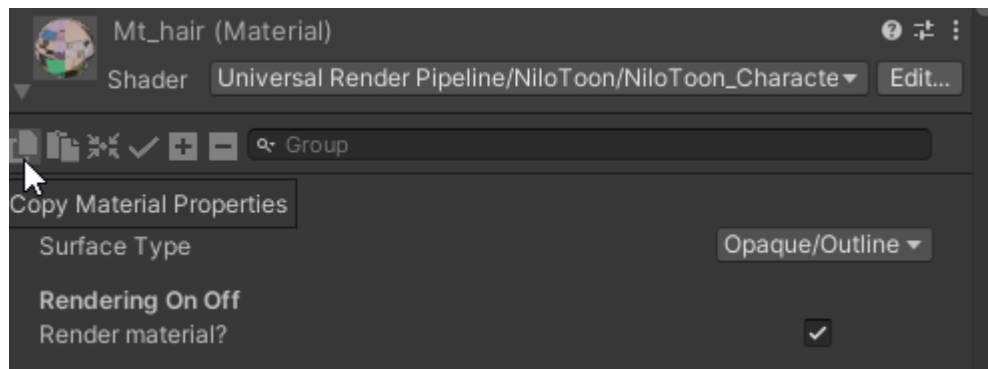 Mt_hair (Material)
Shader Universal Render Pipeline/NiloToon/NiloToon_Characte Edit...
Group
Copy Material Properties
Surface Type Opaque/Outline
Rendering On Off
Render material?